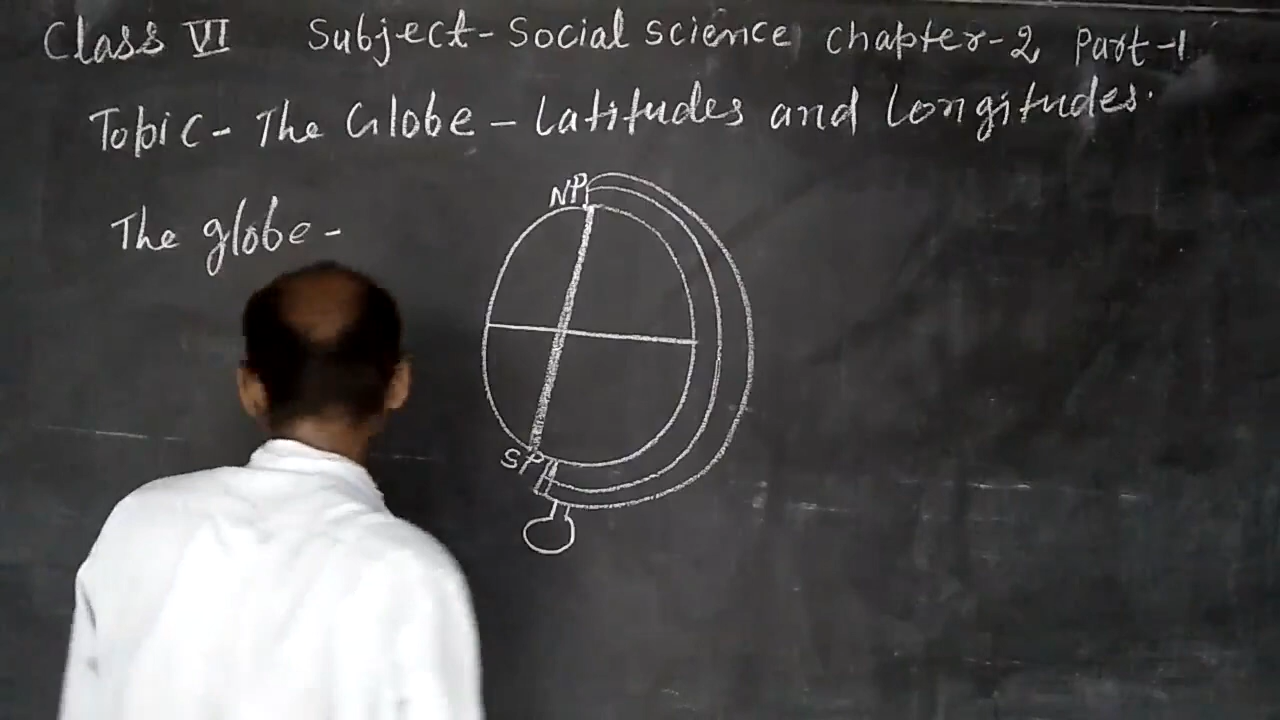 Class VI Subject - Social science chapter - 2, Part - 1
Topic - The Globe - Latitudes and Longitudes.
NP
The globe -
SP